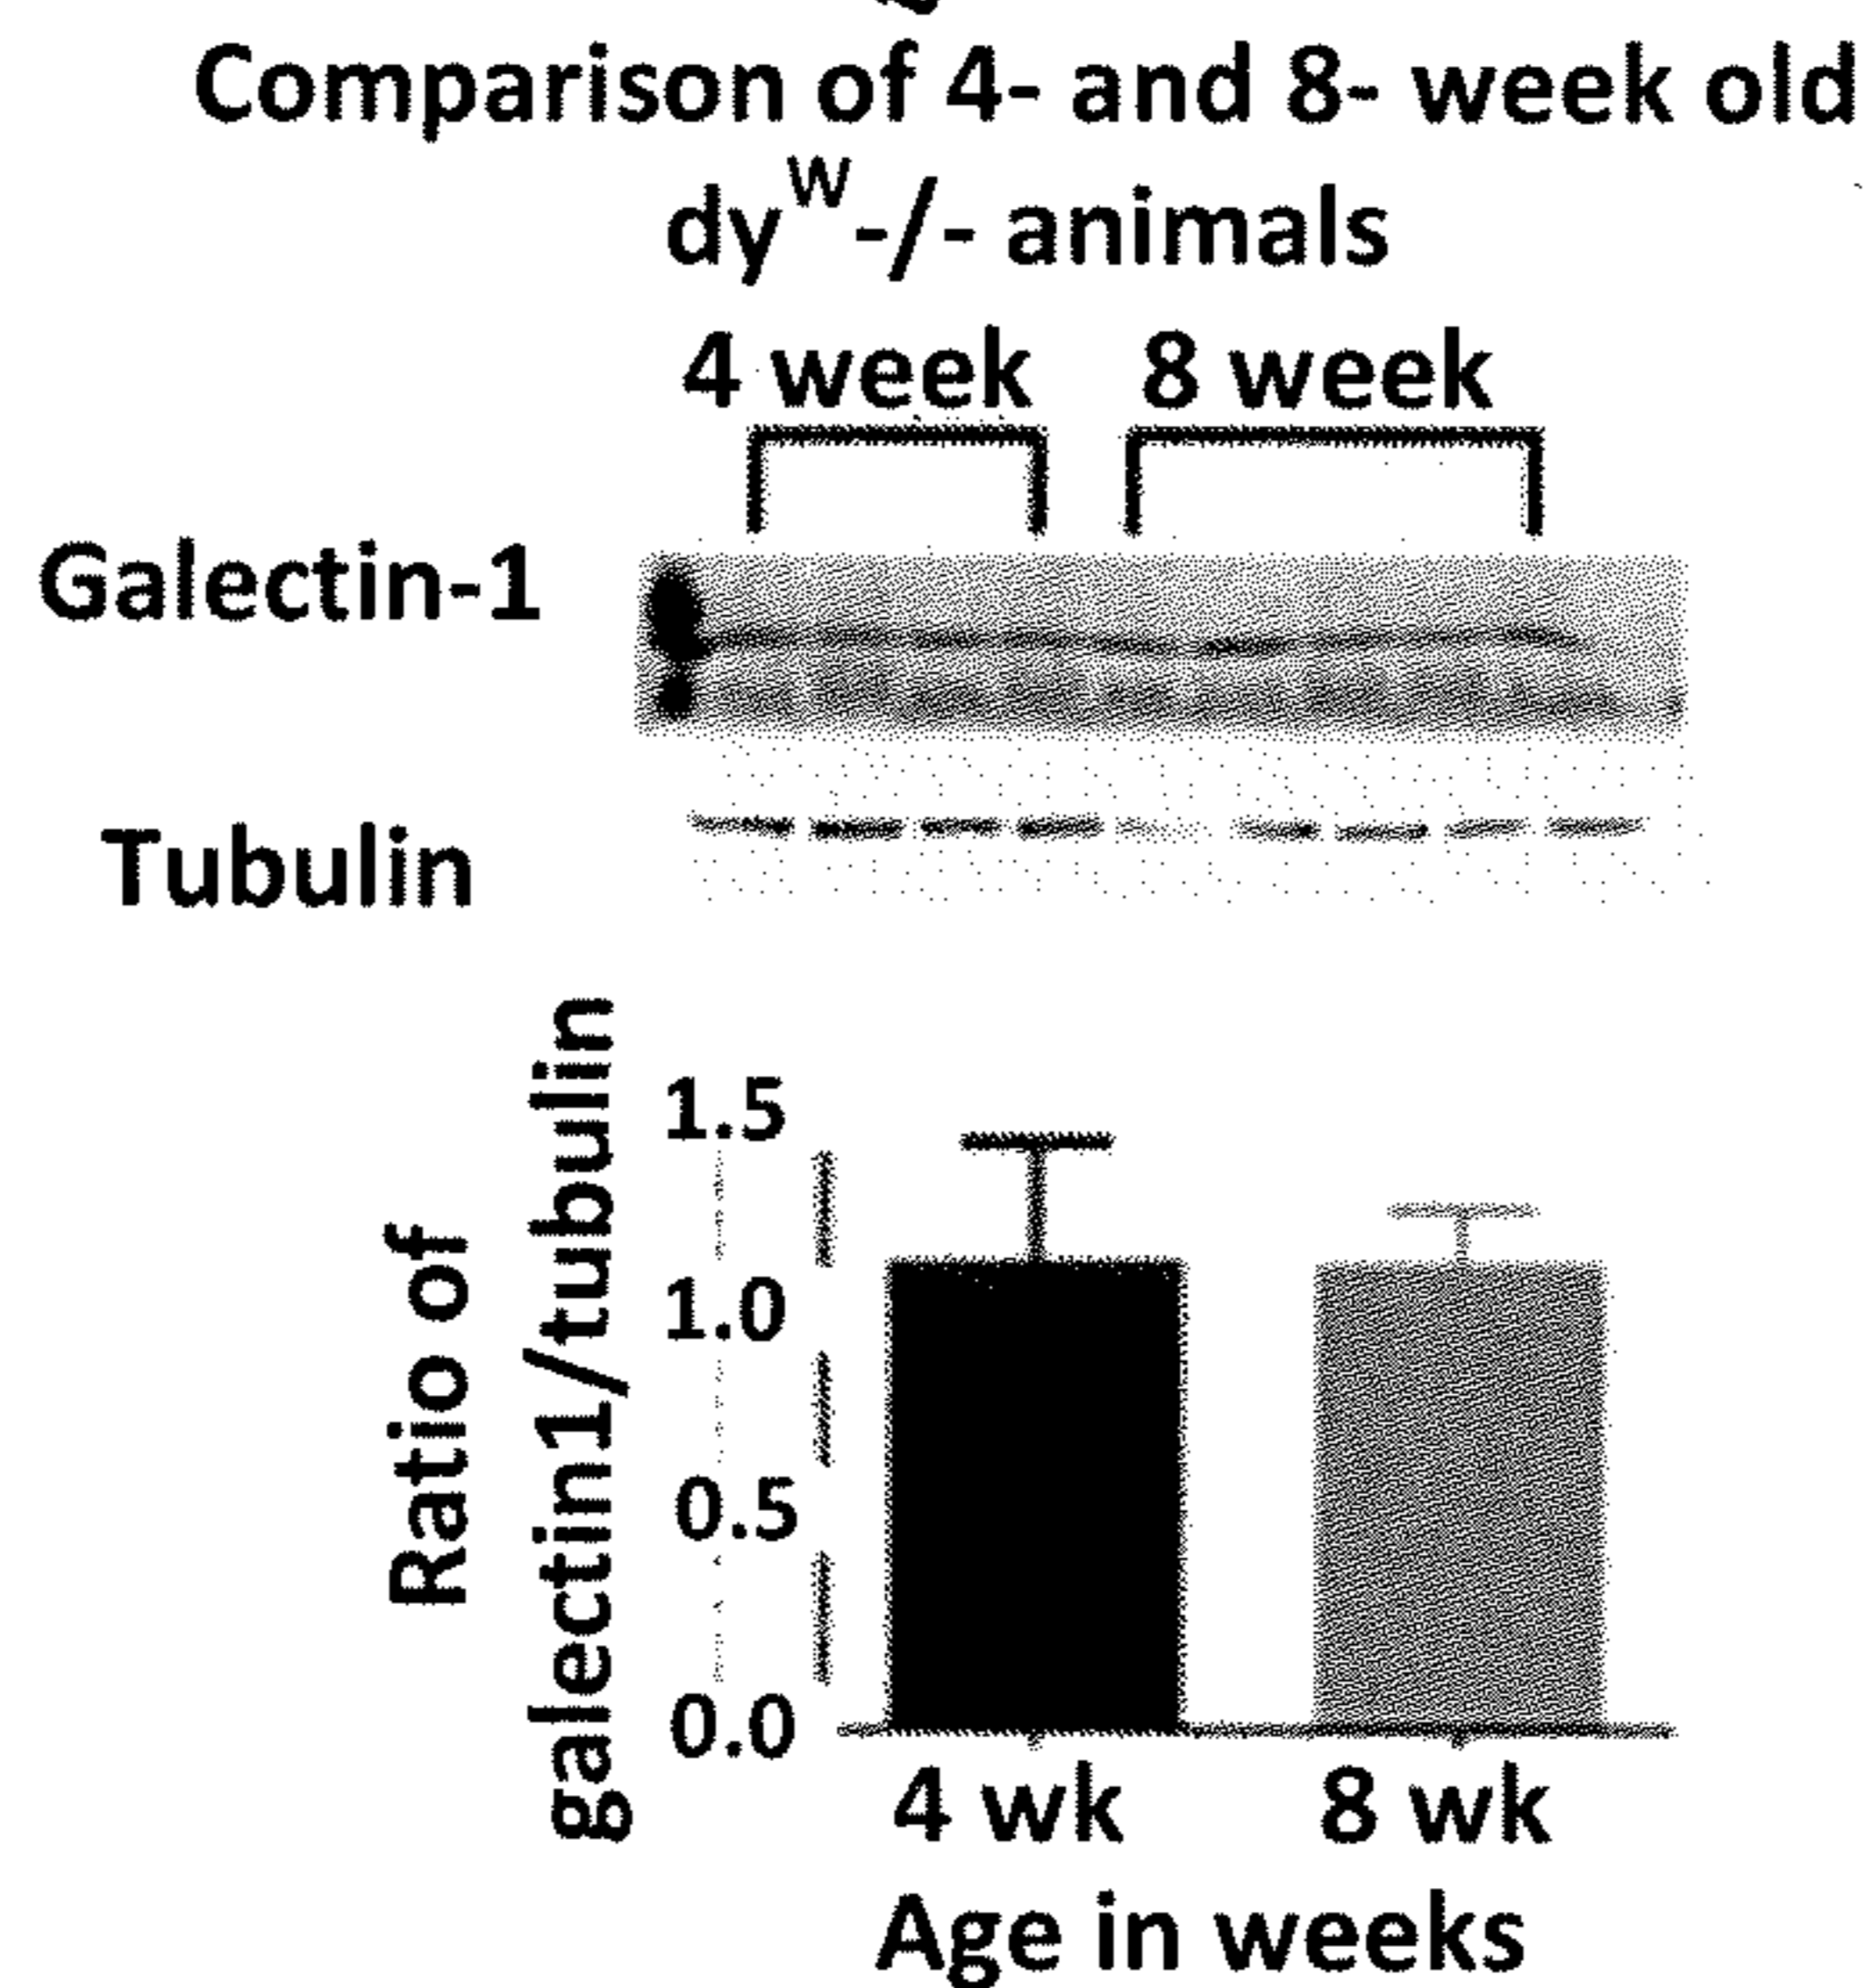 Comparison of 4- and 8- week old
dyW-/- animals
4 week 8 week
Galectin-1
Tubulin
Ratio of
galectin1/tubulin
1.5
1.0
0.5
0.0
4 wk 8 wk
Age in weeks